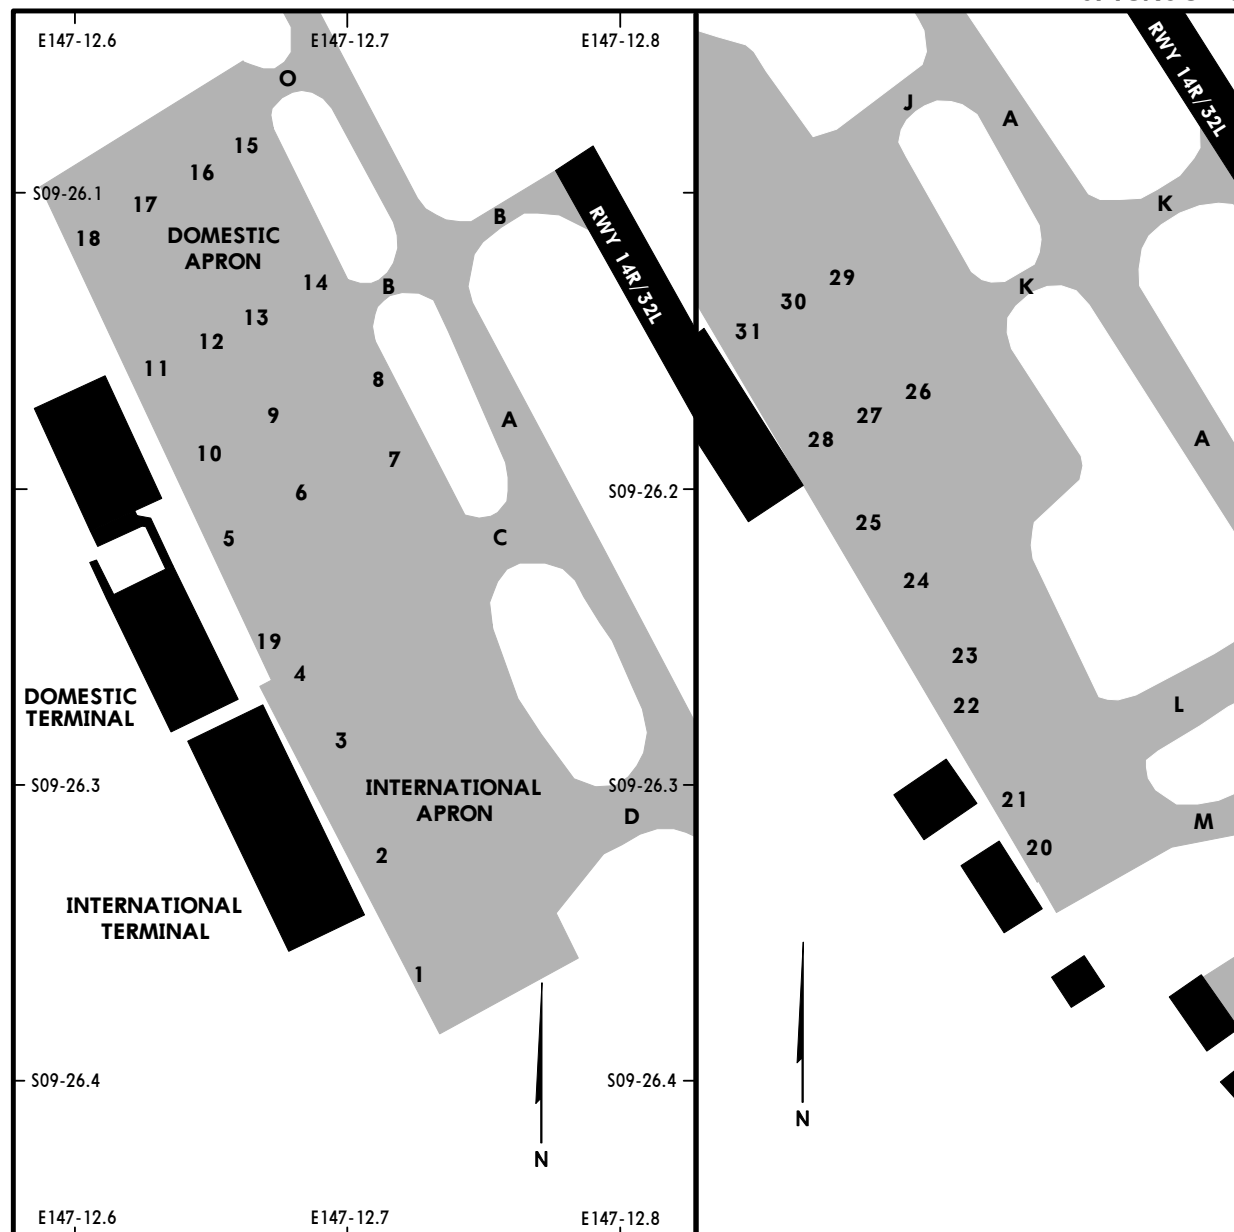 E147-12.6
E147-12.7
E147-12.8
O
15
16
S09-26.1
17
18
DOMESTIC
APRON
B
RWY 14R/32L
14
B
13
12
11
8
9
A
10
7
6
S09-26.2
5
C
19
4
DOMESTIC
TERMINAL
3
S09-26.3
INTERNATIONAL
APRON
S09-26.3
D
2
INTERNATIONAL
TERMINAL
1
S09-26.4
S09-26.4
N
E147-12.6
E147-12.7
E147-12.8
RWY 14R/32L
J
A
K
29
K
30
31
26
27
28
A
25
24
23
22
L
21
M
20
N